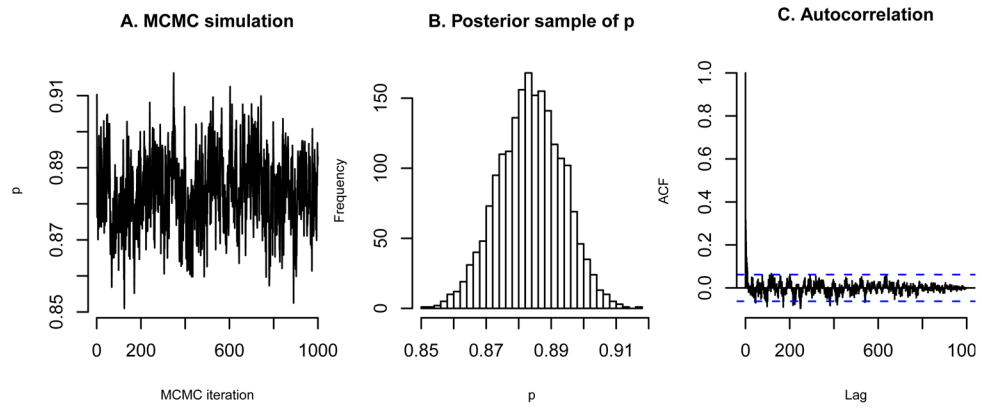 A. MCMC simulation
p
0.85 0.87 0.89 0.91
0 200 600 1000
MCMC iteration
B. Posterior sample of p
Frequency
0 50 100 150
0.85 0.87 0.89 0.91
p
C. Autocorrelation
ACF
0.0 0.2 0.4 0.6 0.8 1.0
0 200 600 100
Lag